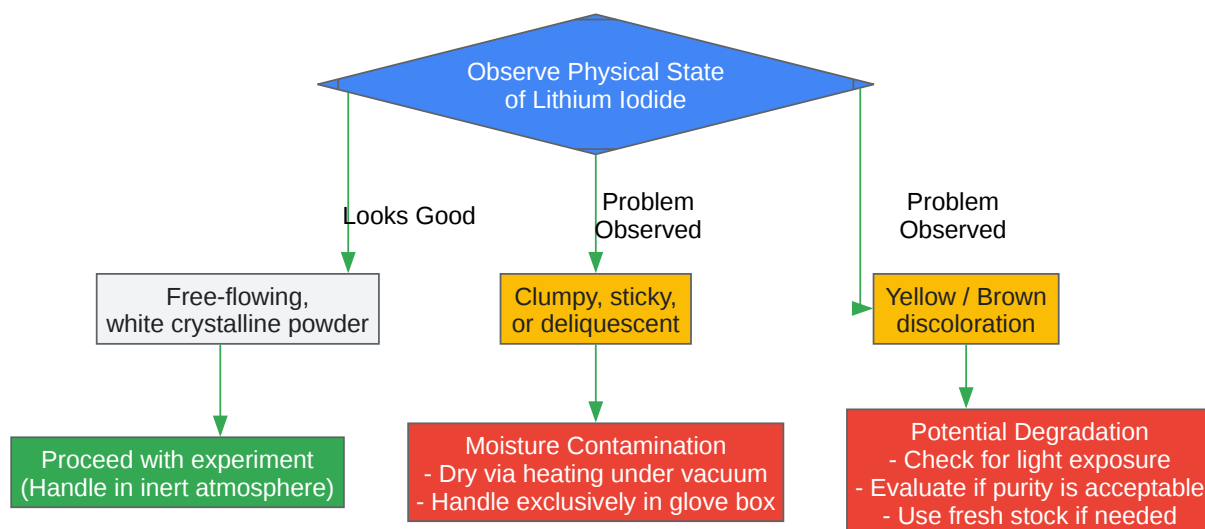 Observe Physical State
of Lithium Iodide
Looks Good
Problem
Observed
Problem
Observed
Free-flowing,
white crystalline powder
Clumpy, sticky,
or deliquescent
Yellow / Brown
discoloration
Proceed with experiment
(Handle in inert atmosphere)
Moisture Contamination
- Dry via heating under vacuum
- Handle exclusively in glove box
Potential Degradation
- Check for light exposure
- Evaluate if purity is acceptable
- Use fresh stock if needed